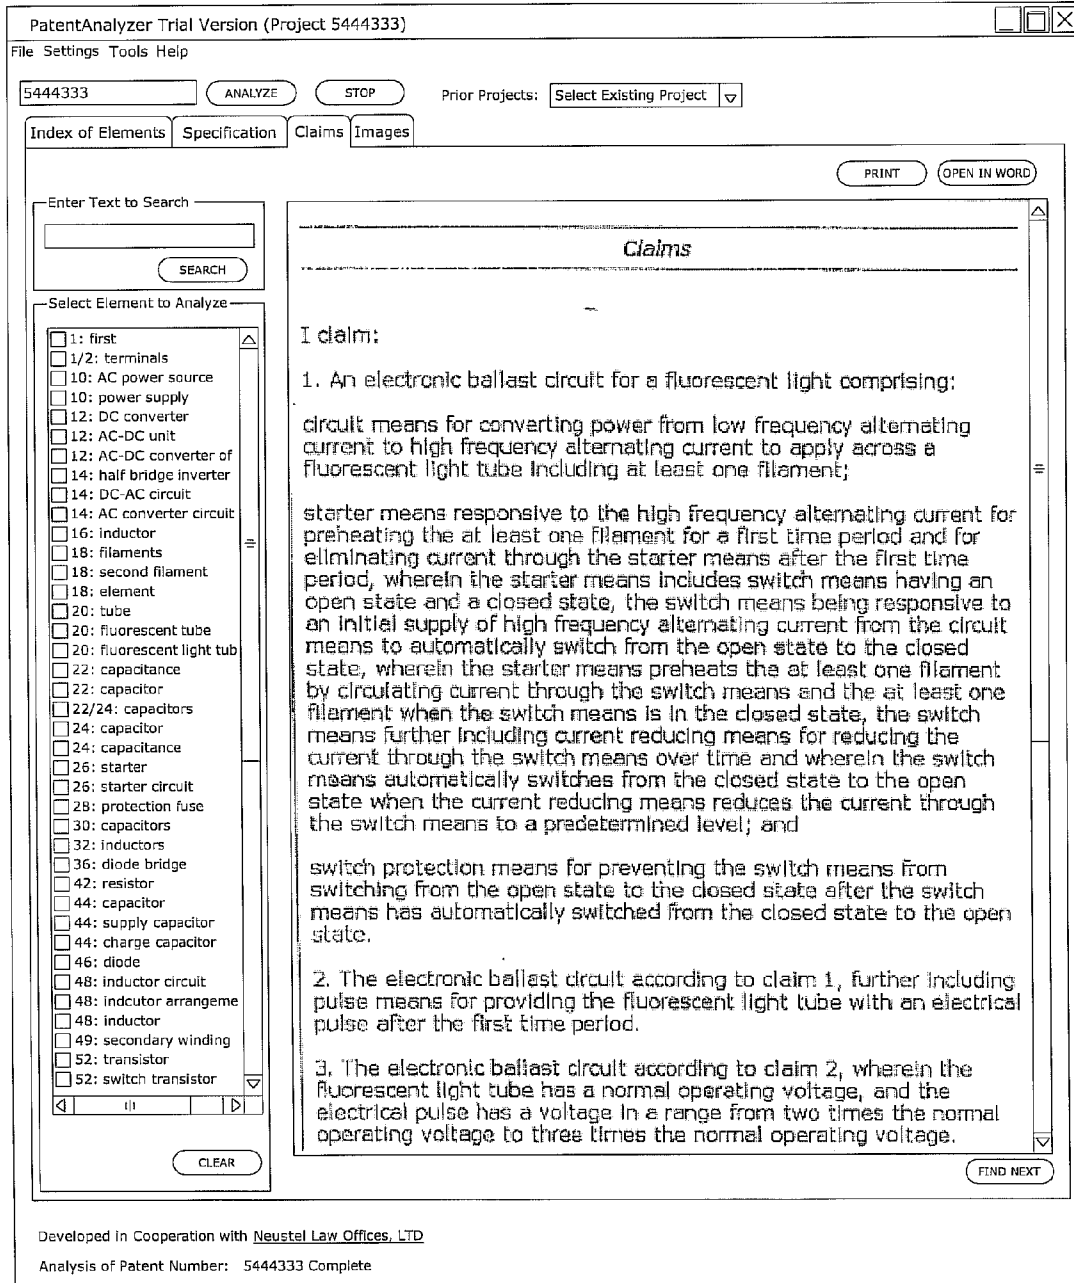 PatentAnalyzer Trial Version (Project 5444333)
File Settings Tools Help
5444333 ANALYZE STOP Prior Projects: Select Existing Project
Index of Elements Specification Claims Images
PRINT OPEN IN WORD
Enter Text to Search
SEARCH
Select Element to Analyze
1: first
1/2: terminals
10: AC power source
10: power supply
12: DC converter
12: AC-DC unit
12: AC-DC converter of
14: half bridge inverter
14: DC-AC circuit
14: AC converter circuit
16: inductor
18: filaments
18: second filament
18: element
20: tube
20: fluorescent tube
20: fluorescent light tub
22: capacitance
22: capacitor
22/24: capacitors
24: capacitor
24: capacitance
26: starter
26: starter circuit
28: protection fuse
30: capacitors
32: inductors
36: diode bridge
42: resistor
44: capacitor
44: supply capacitor
44: charge capacitor
46: diode
48: inductor circuit
48: indcutor arrangeme
48: inductor
49: secondary winding
52: transistor
52: switch transistor
CLEAR
Claims
I claim:
1. An electronic ballast circuit for a fluorescent light comprising:
circuit means for converting power from low frequency alternating
current to high frequency alternating current to apply across a
fluorescent light tube including at least one filament;
starter means responsive to the high frequency alternating current for
preheating the at least one filament for a first time period and for
eliminating current through the starter means after the first time
period, wherein the starter means includes switch means having an
open state and a closed state, the switch means being responsive to
an initial supply of high frequency alternating current from the circuit
means to automatically switch from the open state to the closed
state, wherein the starter means preheats the at least one filament
by circulating current through the switch means and the at least one
filament when the switch means is in the closed state, the switch
means further including current reducing means for reducing the
current through the switch means over time and wherein the switch
means automatically switches from the closed state to the open
state when the current reducing means reduces the current through
the switch means to a predetermined level; and
switch protection means for preventing the switch means from
switching from the open state to the closed state after the switch
means has automatically switched from the closed state to the open
state.
2. The electronic ballast circuit according to claim 1, further including
pulse means for providing the fluorescent light tube with an electrical
pulse after the first time period.
3. The electronic ballast circuit according to claim 2, wherein the
fluorescent light tube has a normal operating voltage, and the
electrical pulse has a voltage in a range from two times the normal
operating voltage to three times the normal operating voltage.
FIND NEXT
Developed in Cooperation with Neustel Law Offices, LTD
Analysis of Patent Number: 5444333 Complete